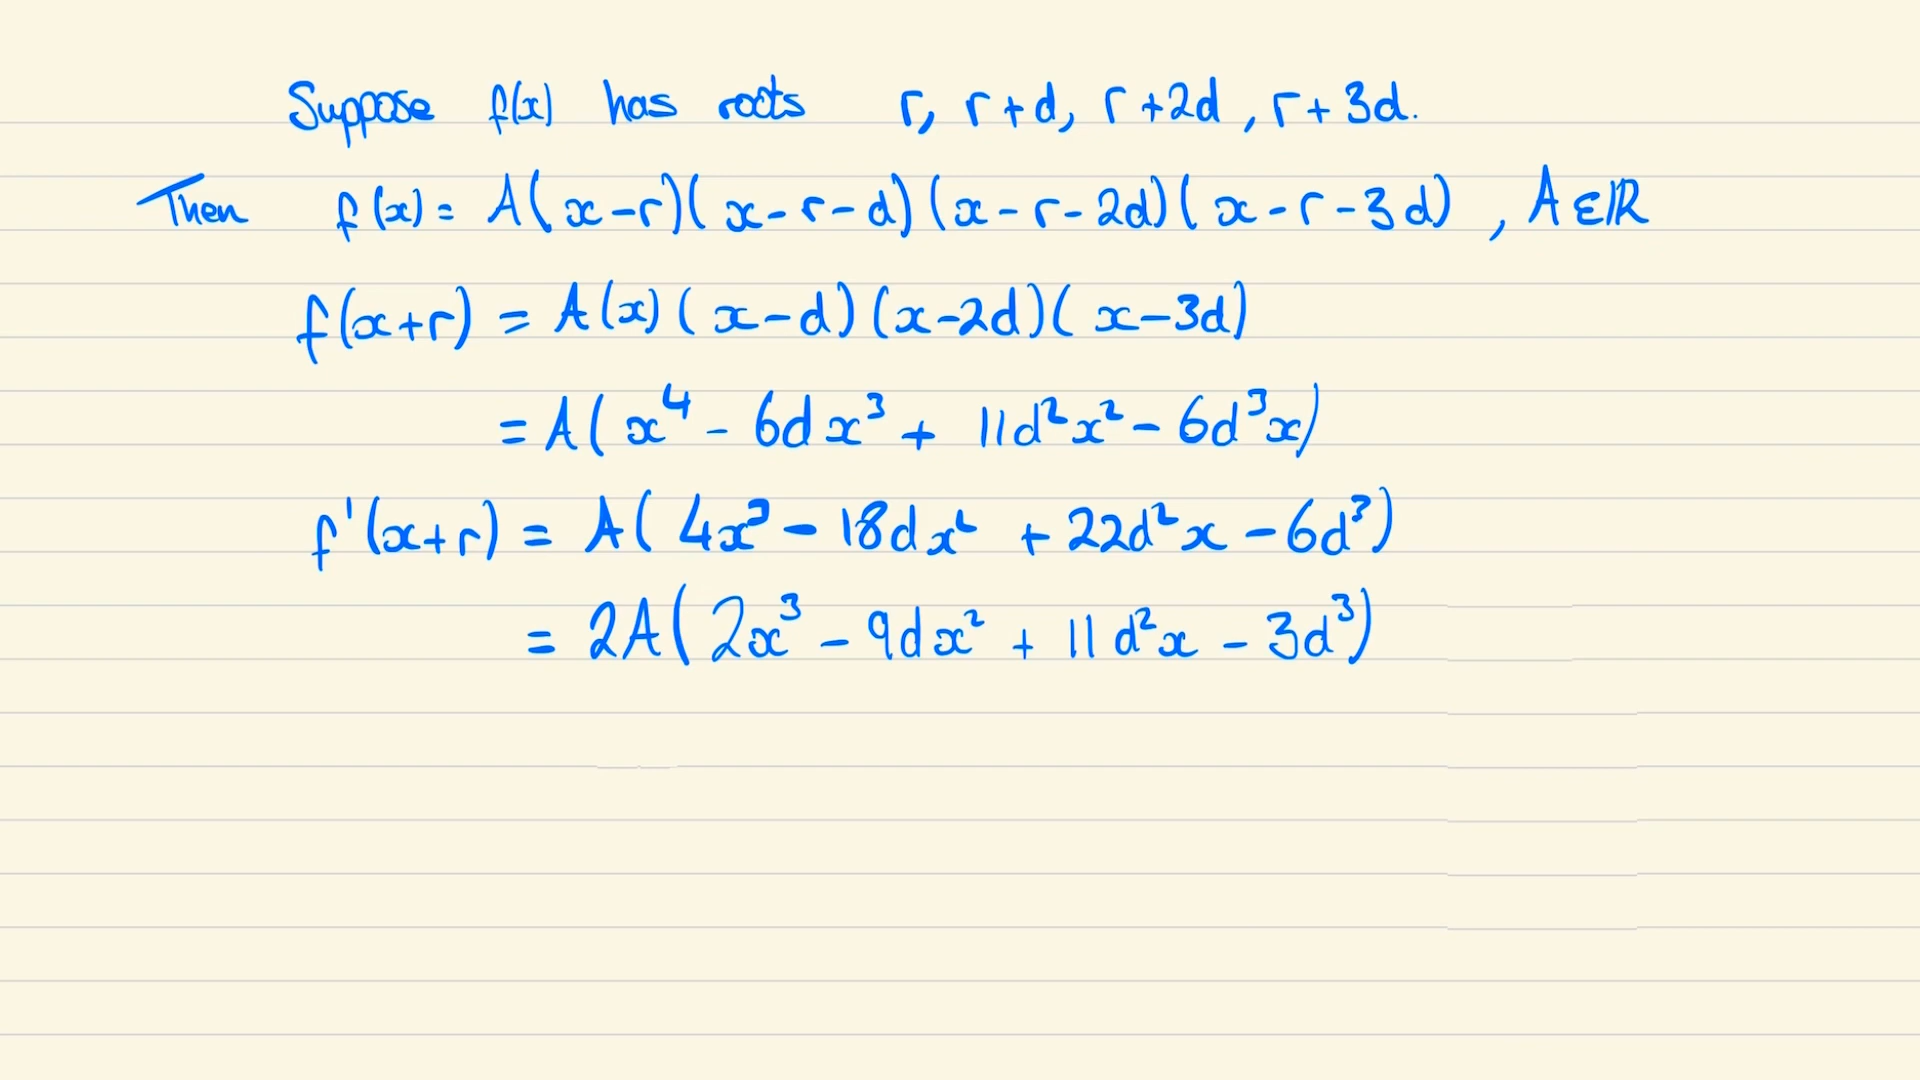 Suppose f(x) has roots r, r+d, r+2d, r+3d.
Then f(x) = A(x-r)(x-r-d)(x-r-2d)(x-r-3d), A∈ℝ
f(x+r) = A(x)(x-d)(x-2d)(x-3d)
= A(x⁴ - 6dx³ + 11d²x² - 6d³x)
f'(x+r) = A(4x³ - 18dx² + 22d²x - 6d³)
= 2A(2x³ - 9dx² + 11d²x - 3d³)